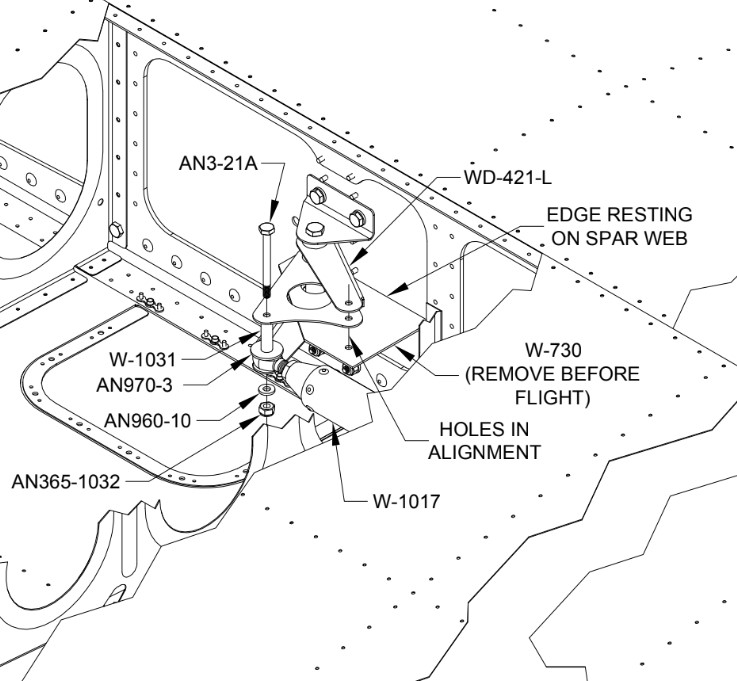 AN3-21A
WD-421-L
EDGE RESTING
ON SPAR WEB
W-1031
AN970-3
W-730
(REMOVE BEFORE
FLIGHT)
AN960-10
HOLES IN
ALIGNMENT
AN365-1032
W-1017